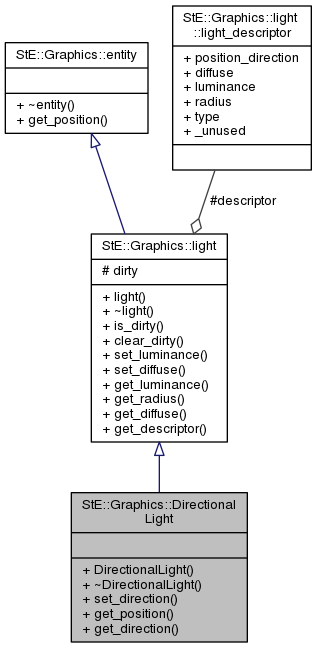 StE::Graphics::light
::light_descriptor
+ position_direction
+ diffuse
+ luminance
+ radius
+ type
+ _unused
StE::Graphics::entity
+ ~entity()
+ get_position()
#descriptor
StE::Graphics::light
# dirty
+ light()
+ ~light()
+ is_dirty()
+ clear_dirty()
+ set_luminance()
+ set_diffuse()
+ get_luminance()
+ get_radius()
+ get_diffuse()
+ get_descriptor()
StE::Graphics::Directional
Light
+ DirectionalLight()
+ ~DirectionalLight()
+ set_direction()
+ get_position()
+ get_direction()